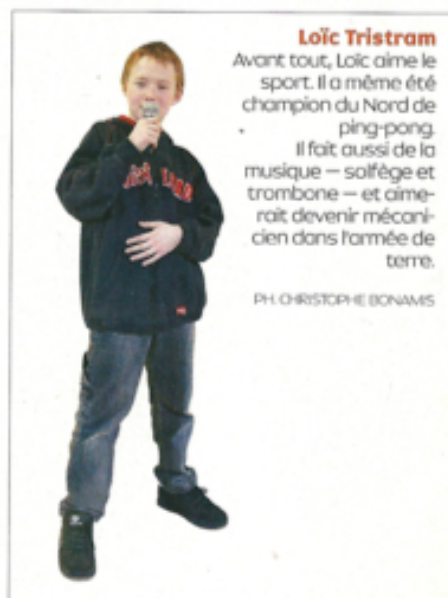 Loïc Tristram
Avant tout, Loïc aime le
sport. Il a même été
champion du Nord de
ping-pong.
Il fait aussi de la
musique — solfège et
trombone — et aime-
rait devenir mécani-
cien dans l'armée de
terre.
PH. CHRISTOPHE BONAMIS